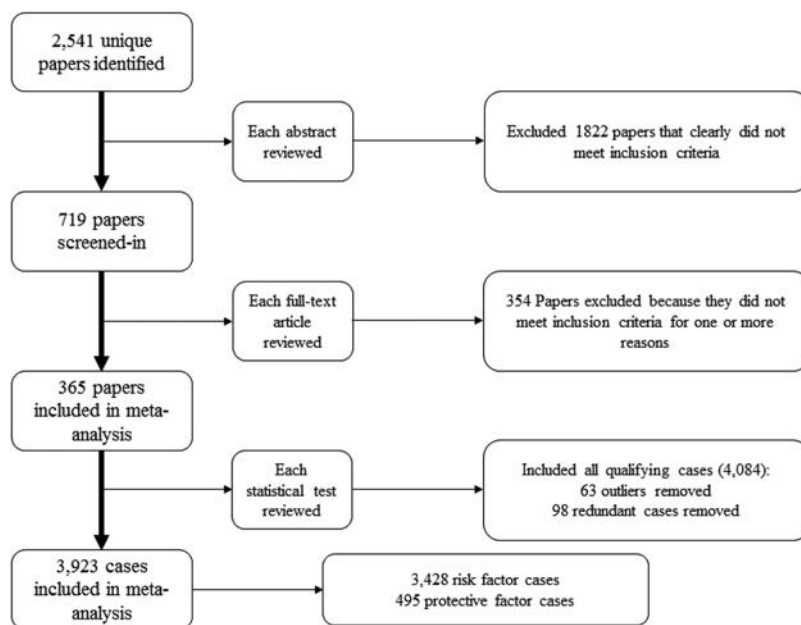 2,541 unique
papers identified
Each abstract
reviewed
Excluded 1822 papers that clearly did not
meet inclusion criteria
719 papers
screened-in
Each full-text
article
reviewed
354 Papers excluded because they did not
meet inclusion criteria for one or more
reasons
365 papers
included in meta-
analysis
Each
statistical test
reviewed
Included all qualifying cases (4,084):
63 outliers removed
98 redundant cases removed
3,923 cases
included in meta-
analysis
3,428 risk factor cases
495 protective factor cases